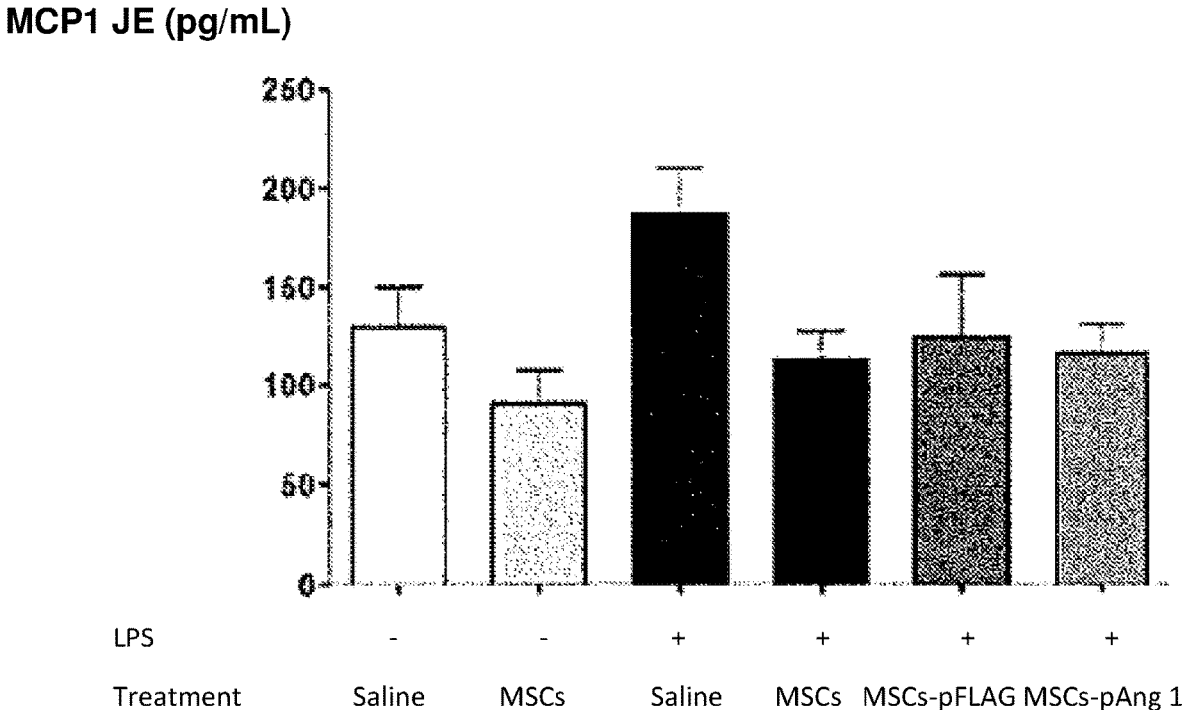 MCP1 JE (pg/mL)
250
200
150
100
50
0
LPS - - + + + +
Treatment Saline MSCs Saline MSCs MSCs-pFLAG MSCs-pAng 1